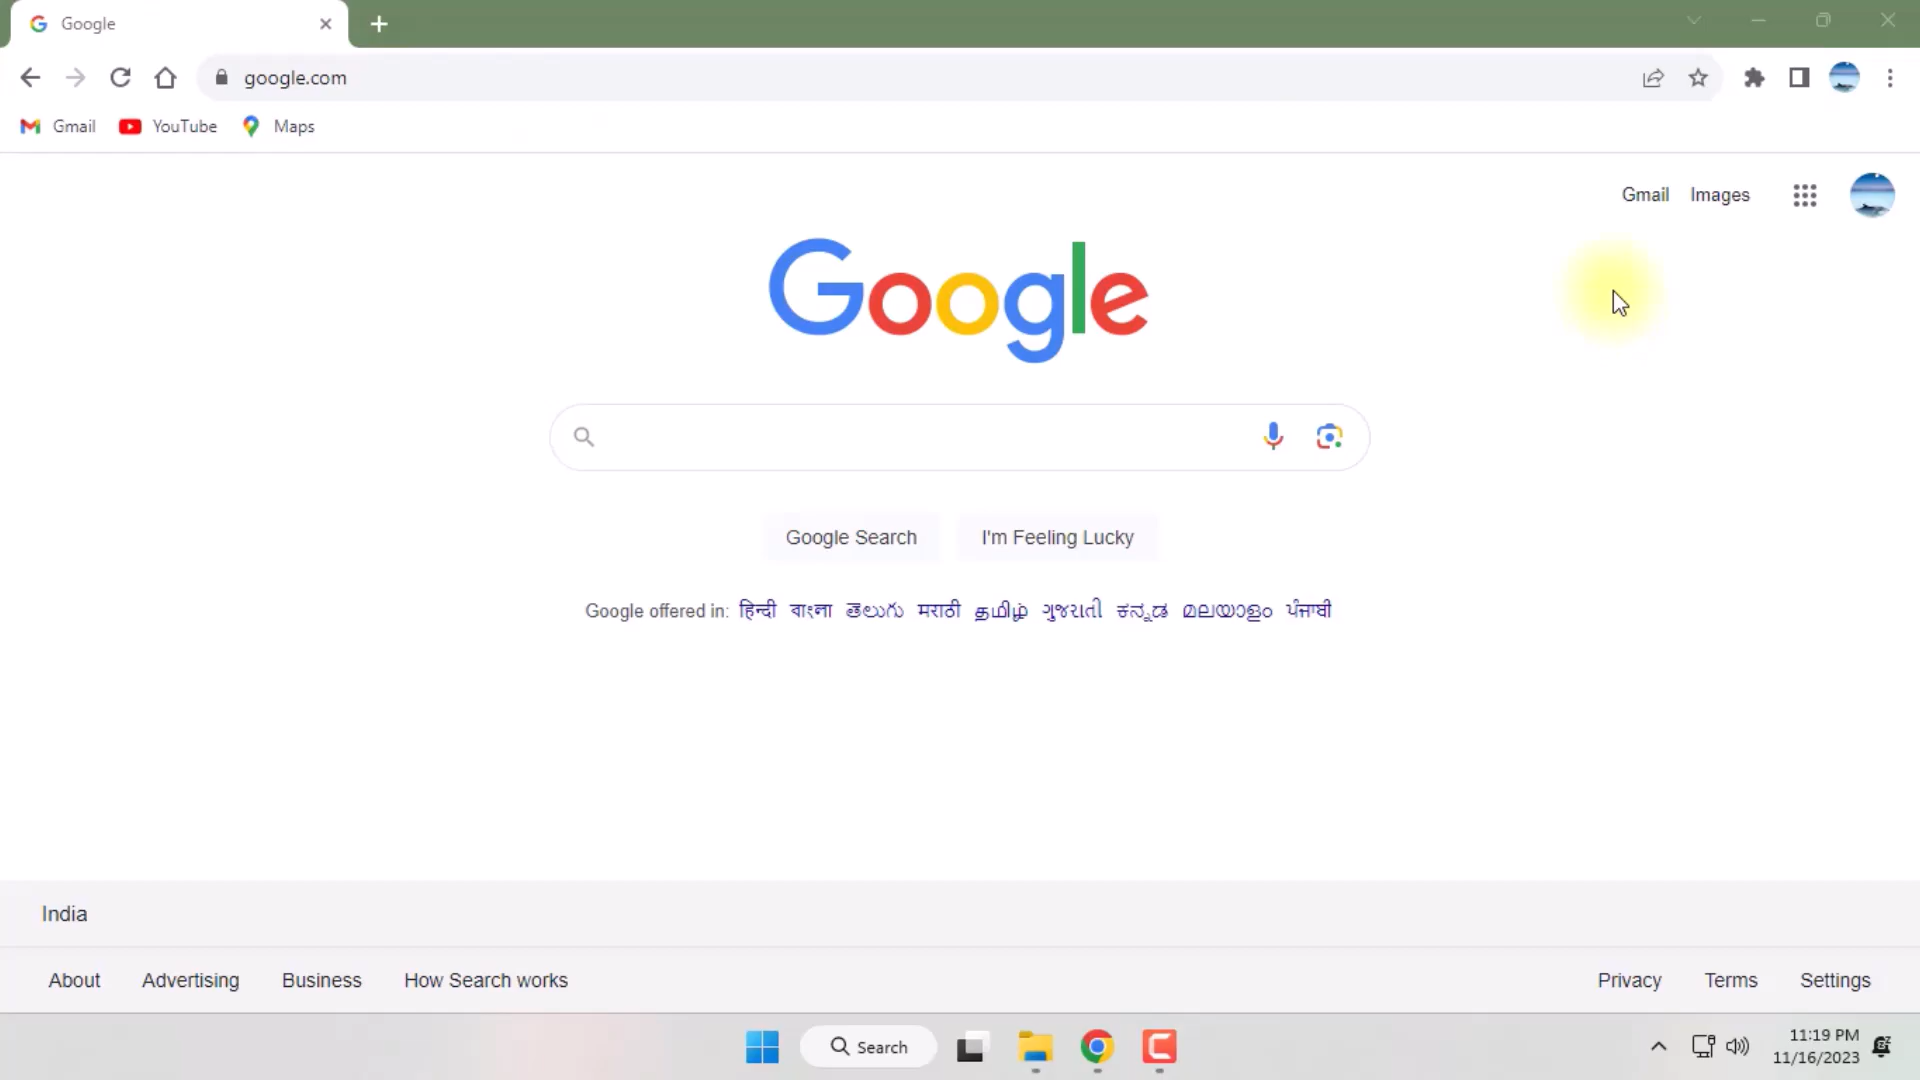 Google
google.com
Gmail YouTube Maps
Gmail Images
Google
Google Search I'm Feeling Lucky
Google offered in: हिन्दी বাংলা తెలుగు मराठी தமிழ் ગુજરાતી ಕನ್ನಡ മലയാളം ਪੰਜਾਬੀ
India
About Advertising Business How Search works Privacy Terms Settings
Search
11:19 PM
11/16/2023